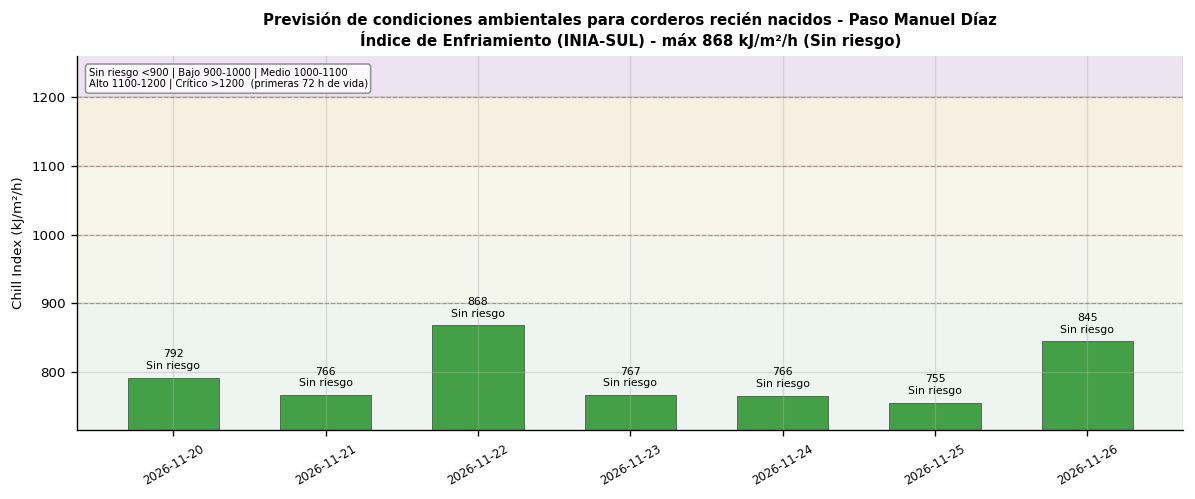 Previsión de condiciones ambientales para corderos recién nacidos - Paso Manuel Díaz
Índice de Enfriamiento (INIA-SUL) - máx 868 kJ/m²/h (Sin riesgo)
Sin riesgo <900 | Bajo 900-1000 | Medio 1000-1100
Alto 1100-1200 | Crítico >1200  (primeras 72 h de vida)
Chill Index (kJ/m²/h)
1200
1100
1000
900
800
792
Sin riesgo
766
Sin riesgo
868
Sin riesgo
767
Sin riesgo
766
Sin riesgo
755
Sin riesgo
845
Sin riesgo
2026-11-20
2026-11-21
2026-11-22
2026-11-23
2026-11-24
2026-11-25
2026-11-26